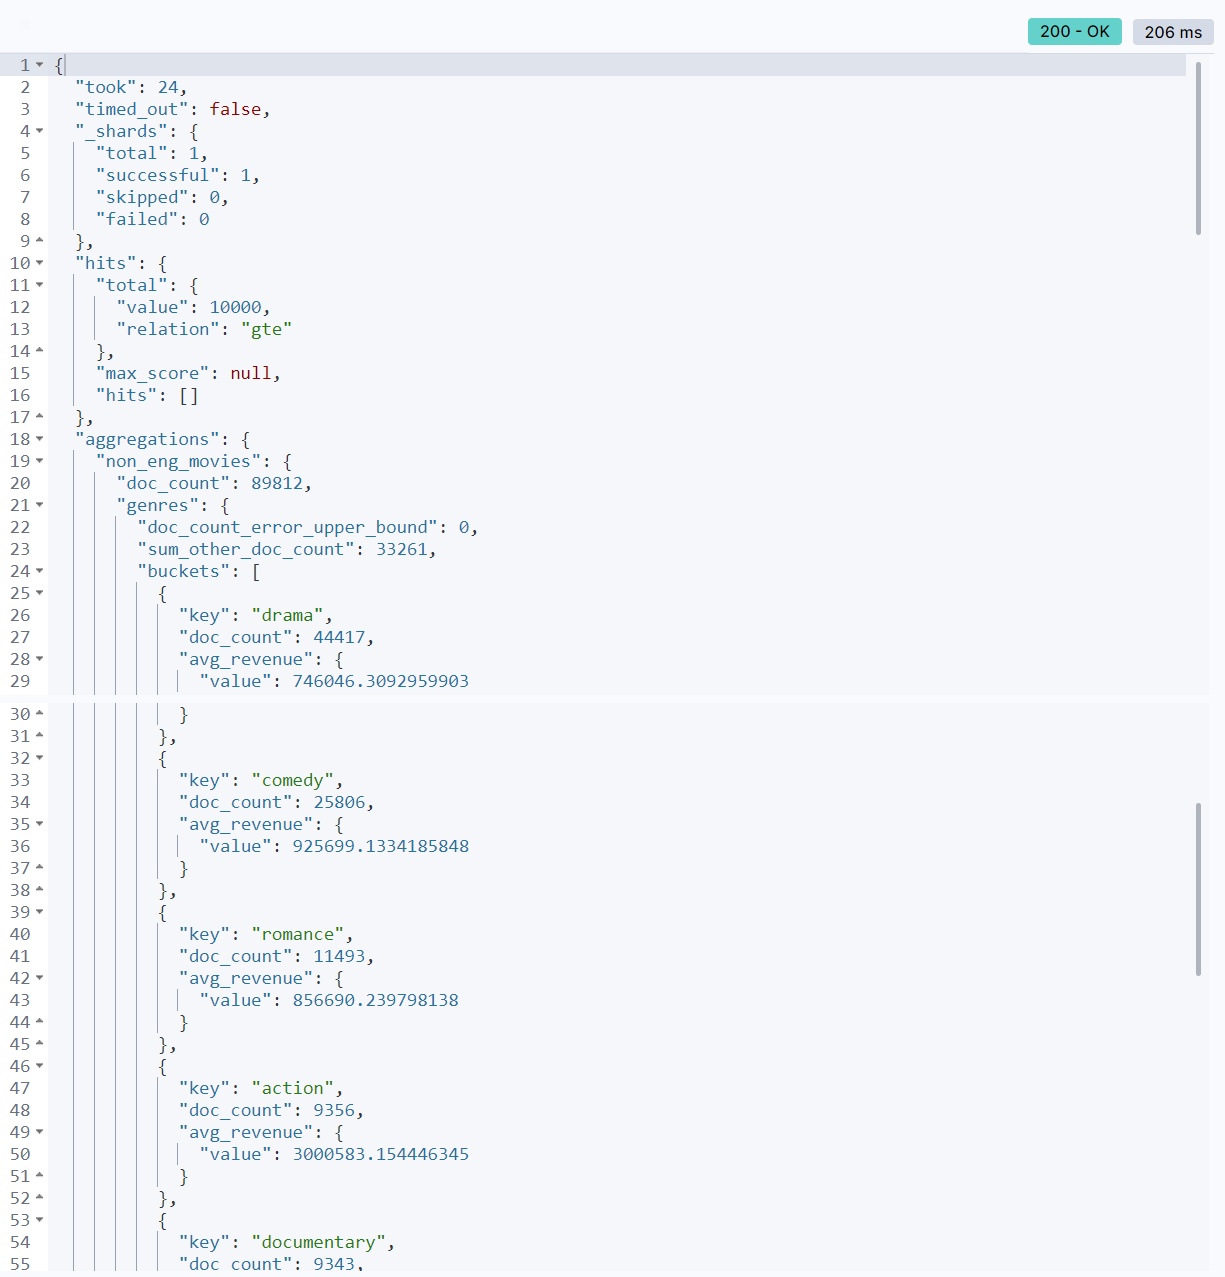 200 - OK 206 ms
1 {
2 "took": 24,
3 "timed_out": false,
4 "_shards": {
5 "total": 1,
6 "successful": 1,
7 "skipped": 0,
8 "failed": 0
9 },
10 "hits": {
11 "total": {
12 "value": 10000,
13 "relation": "gte"
14 },
15 "max_score": null,
16 "hits": []
17 },
18 "aggregations": {
19 "non_eng_movies": {
20 "doc_count": 89812,
21 "genres": {
22 "doc_count_error_upper_bound": 0,
23 "sum_other_doc_count": 33261,
24 "buckets": [
25 {
26 "key": "drama",
27 "doc_count": 44417,
28 "avg_revenue": {
29 "value": 746046.3092959903
30 }
31 },
32 {
33 "key": "comedy",
34 "doc_count": 25806,
35 "avg_revenue": {
36 "value": 925699.1334185848
37 }
38 },
39 {
40 "key": "romance",
41 "doc_count": 11493,
42 "avg_revenue": {
43 "value": 856690.239798138
44 }
45 },
46 {
47 "key": "action",
48 "doc_count": 9356,
49 "avg_revenue": {
50 "value": 3000583.154446345
51 }
52 },
53 {
54 "key": "documentary",
55 "doc_count": 9343,